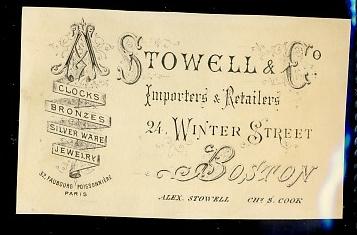 A. STOWELL & Cº
Importers & Retailers
24, WINTER STREET
BOSTON
ALEX. STOWELL CHˢ S. COOK
CLOCKS
BRONZES
SILVER WARE
JEWELRY
52, FAUBOURG POISSONNIÈRE
PARIS